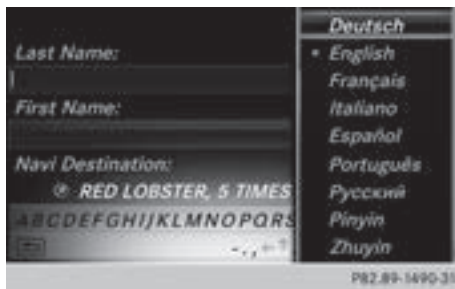 Last Name:
First Name:
Navi Destination:
RED LOBSTER, 5 TIMES
ABCDEFGHIJKLMNOPQRS
-.,
Deutsch
English
Français
Italiano
Español
Português
Русский
Pinyin
Zhuyin
P82.89-1490-31